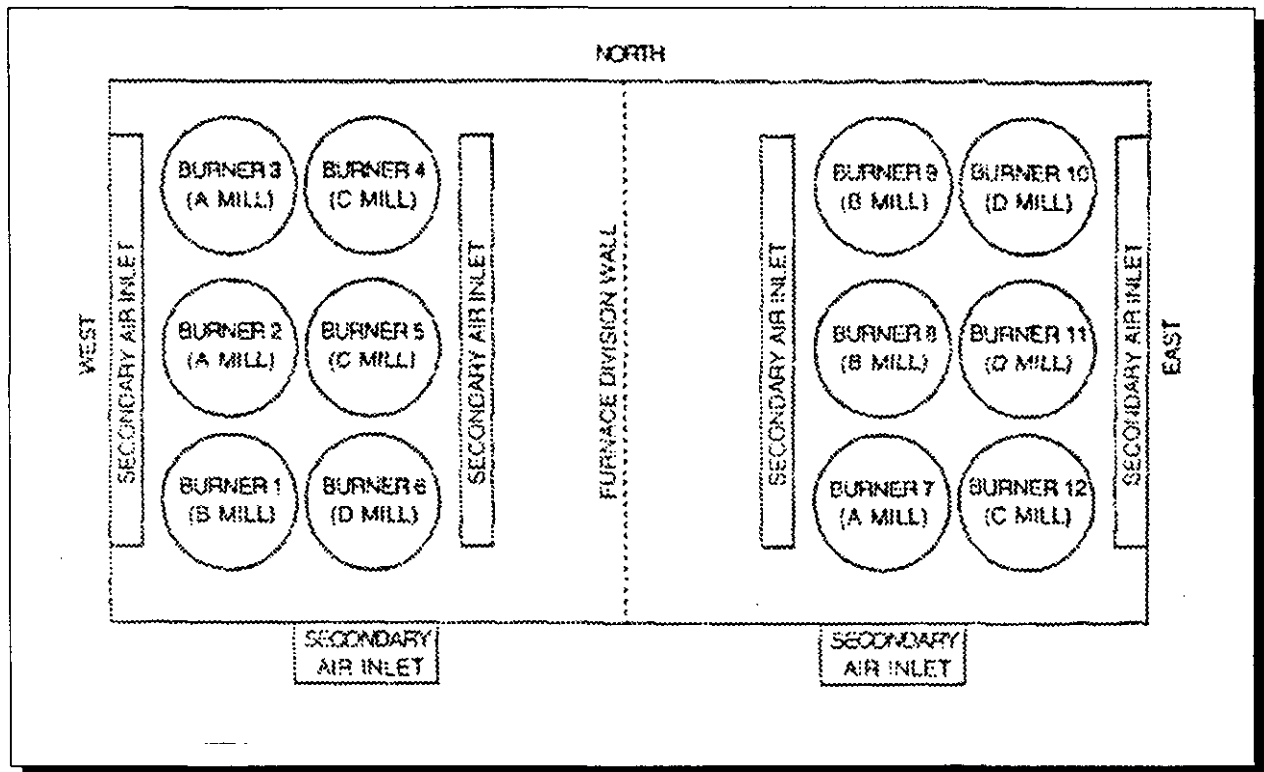 NORTH
BURNER 3
(A MILL)
BURNER 4
(C MILL)
BURNER 9
(B MILL)
BURNER 10
(D MILL)
WEST
SECONDARY AIR INLET
BURNER 2
(A MILL)
BURNER 5
(C MILL)
SECONDARY AIR INLET
FURNACE DIVISION WALL
SECONDARY AIR INLET
BURNER 8
(B MILL)
BURNER 11
(D MILL)
SECONDARY AIR INLET
EAST
BURNER 1
(B MILL)
BURNER 6
(D MILL)
BURNER 7
(A MILL)
BURNER 12
(C MILL)
SECONDARY
AIR INLET
SECONDARY
AIR INLET